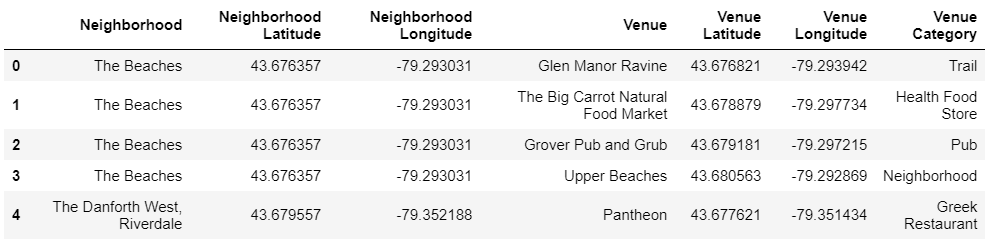 Neighborhood Neighborhood Latitude Neighborhood Longitude Venue Venue Latitude Venue Longitude Venue Category
0 The Beaches 43.676357 -79.293031 Glen Manor Ravine 43.676821 -79.293942 Trail
1 The Beaches 43.676357 -79.293031 The Big Carrot Natural Food Market 43.678879 -79.297734 Health Food Store
2 The Beaches 43.676357 -79.293031 Grover Pub and Grub 43.679181 -79.297215 Pub
3 The Beaches 43.676357 -79.293031 Upper Beaches 43.680563 -79.292869 Neighborhood
4 The Danforth West, Riverdale 43.679557 -79.352188 Pantheon 43.677621 -79.351434 Greek Restaurant